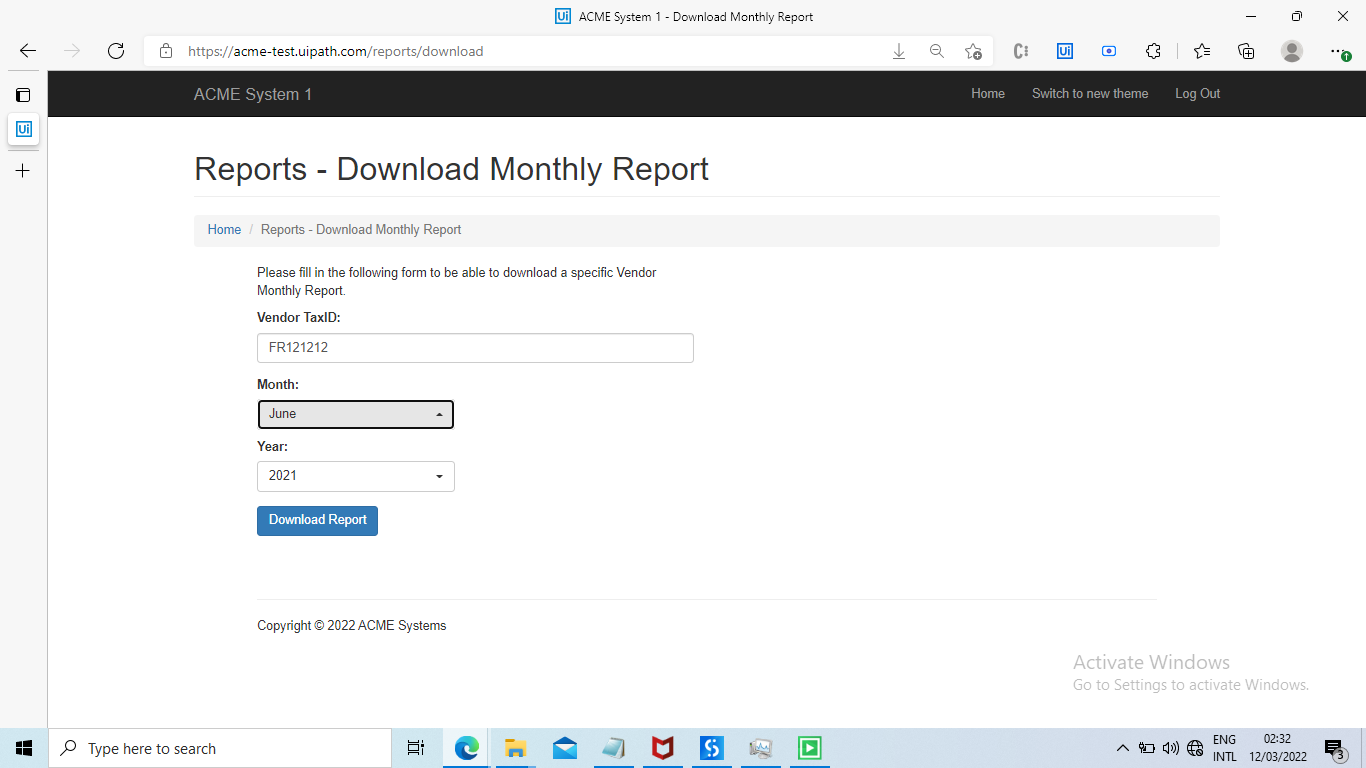 ACME System 1 - Download Monthly Report
https://acme-test.uipath.com/reports/download
ACME System 1
Home
Switch to new theme
Log Out
Reports - Download Monthly Report
Home / Reports - Download Monthly Report
Please fill in the following form to be able to download a specific Vendor
Monthly Report.
Vendor TaxID:
FR121212
Month:
June
Year:
2021
Download Report
Copyright © 2022 ACME Systems
Activate Windows
Go to Settings to activate Windows.
Type here to search
ENG
INTL
02:32
12/03/2022
3
Ui
Ui
Ui